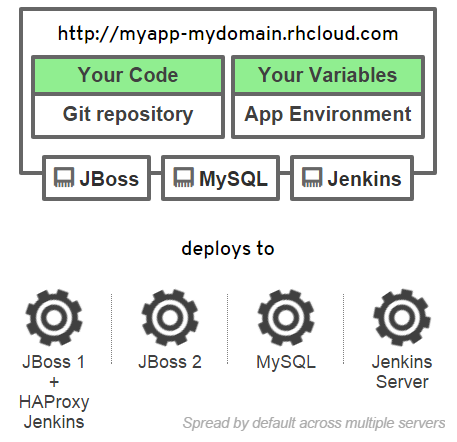 http://myapp-mydomain.rhcloud.com
Your Code
Your Variables
Git repository
App Environment
JBoss
MySQL
Jenkins
deploys to
JBoss 1
+
HAProxy
Jenkins
JBoss 2
MySQL
Jenkins
Server
Spread by default across multiple servers